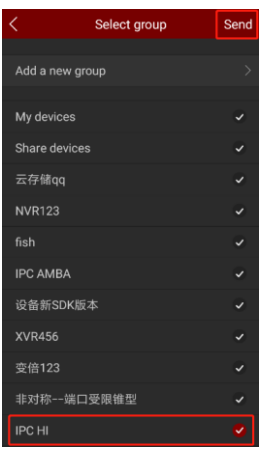 Select group
Send
Add a new group
My devices
Share devices
云存储qq
NVR123
fish
IPC AMBA
设备新SDK版本
XVR456
变倍123
非对称--端口受限锥型
IPC HI